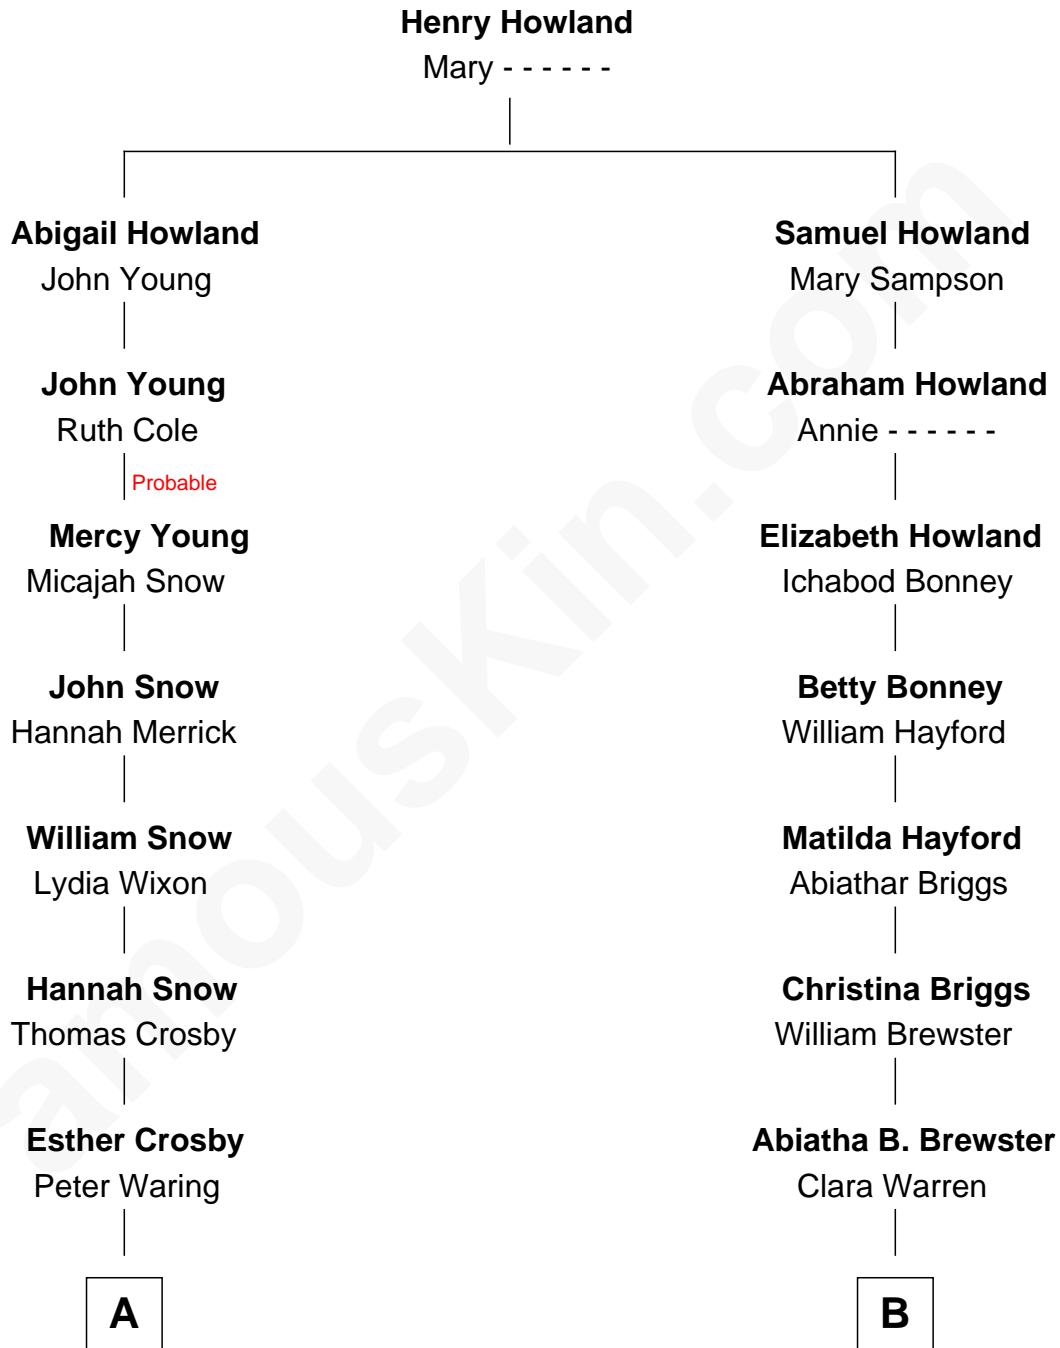 Henry Howland
Mary - - - - - -
Abigail Howland
John Young
Samuel Howland
Mary Sampson
John Young
Ruth Cole
Abraham Howland
Annie - - - - - -
Probable
Mercy Young
Micajah Snow
Elizabeth Howland
Ichabod Bonney
John Snow
Hannah Merrick
Betty Bonney
William Hayford
William Snow
Lydia Wixon
Matilda Hayford
Abiathar Briggs
Hannah Snow
Thomas Crosby
Christina Briggs
William Brewster
Esther Crosby
Peter Waring
Abiatha B. Brewster
Clara Warren
A
B
amouskin.com